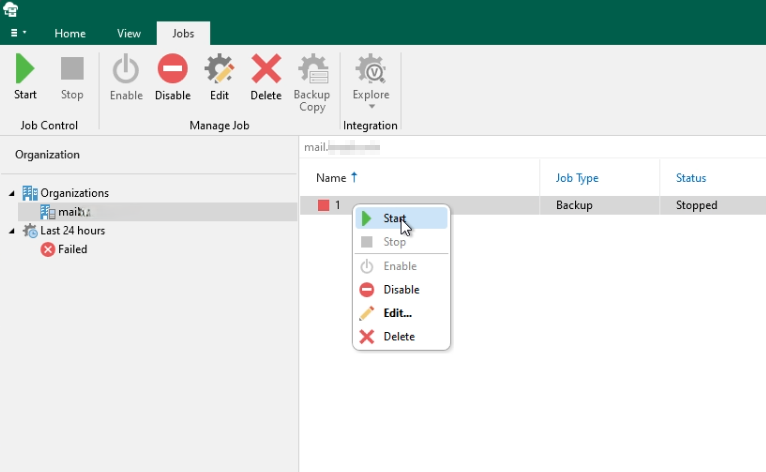 Home View Jobs
Start Stop Enable Disable Edit Delete Backup Copy Explore
Job Control Manage Job Integration
Organization
mail.
Name Job Type Status
Organizations
mail.
1 Backup Stopped
Start
Last 24 hours
Stop
Failed
Enable
Disable
Edit...
Delete